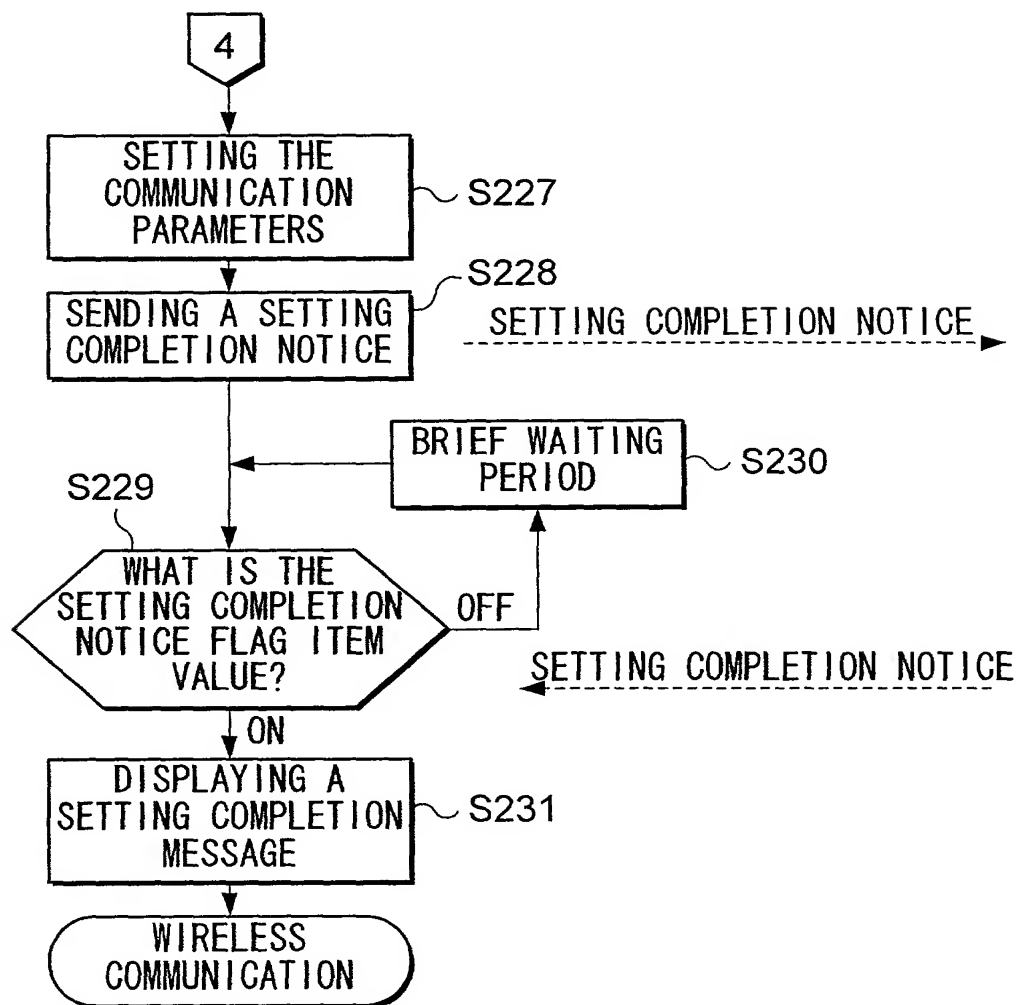 4
SETTING THE
COMMUNICATION
PARAMETERS
S227
S228
SENDING A SETTING
COMPLETION NOTICE
SETTING COMPLETION NOTICE
BRIEF WAITING
PERIOD
S230
S229
WHAT IS THE
SETTING COMPLETION
NOTICE FLAG ITEM
VALUE?
OFF
SETTING COMPLETION NOTICE
ON
DISPLAYING A
SETTING COMPLETION
MESSAGE
S231
WIRELESS
COMMUNICATION